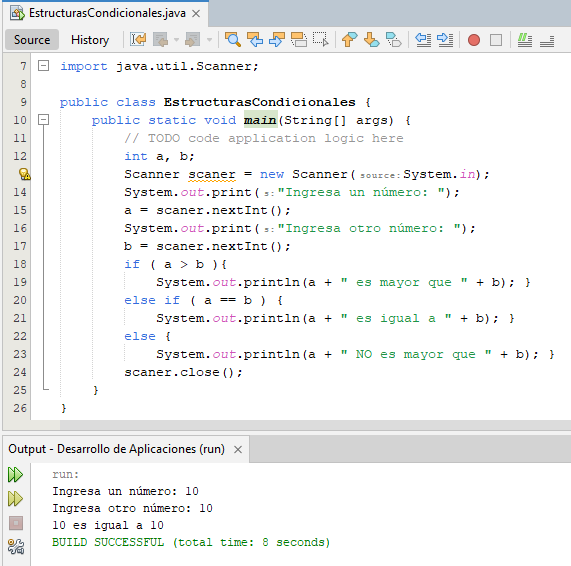 EstructurasCondicionales.java ×
Source History
7 import java.util.Scanner;
8
9 public class EstructurasCondicionales {
10 public static void main(String[] args) {
11 // TODO code application logic here
12 int a, b;
Scanner scaner = new Scanner(source:System.in);
14 System.out.print(s:"Ingresa un número: ");
15 a = scaner.nextInt();
16 System.out.print(s:"Ingresa otro número: ");
17 b = scaner.nextInt();
18 if ( a > b ){
19 System.out.println(a + " es mayor que " + b); }
20 else if ( a == b ) {
21 System.out.println(a + " es igual a " + b); }
22 else {
23 System.out.println(a + " NO es mayor que " + b); }
24 scaner.close();
25 }
26 }
Output - Desarrollo de Aplicaciones (run) ×
run:
Ingresa un número: 10
Ingresa otro número: 10
10 es igual a 10
BUILD SUCCESSFUL (total time: 8 seconds)